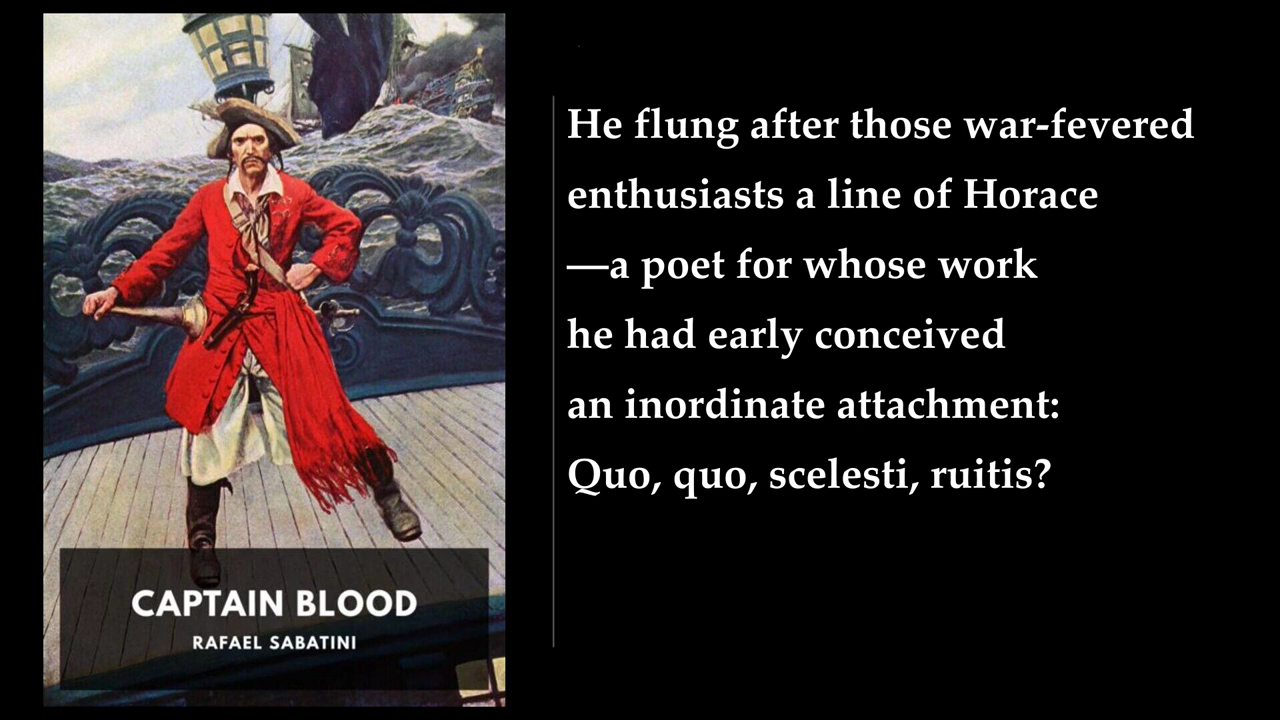 CAPTAIN BLOOD
RAFAEL SABATINI
He flung after those war-fevered
enthusiasts a line of Horace
—a poet for whose work
he had early conceived
an inordinate attachment:
Quo, quo, scelesti, ruitis?